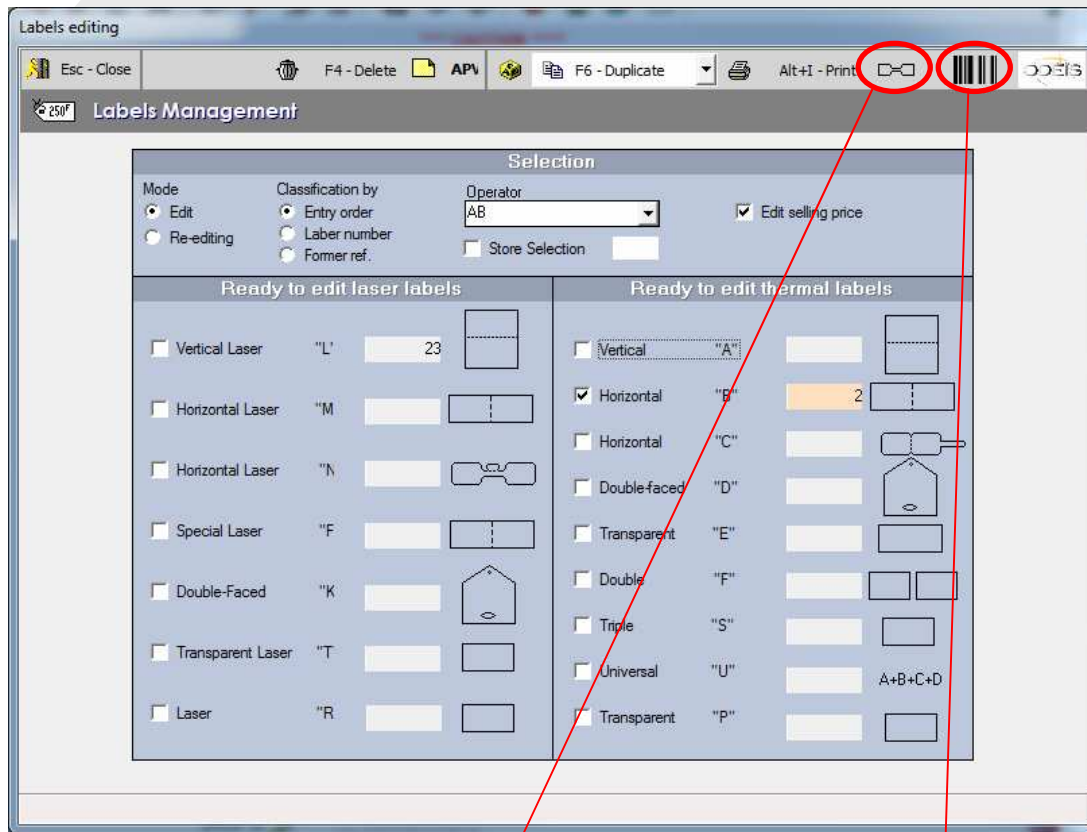 Labels editing
Esc - Close F4 - Delete APV F6 - Duplicate Alt+I - Print
250F Labels Management
Selection
Mode Classification by Operator
Edit Entry order AB Edit selling price
Re-editing Laber number
Former ref. Store Selection
Ready to edit laser labels
Vertical Laser "L' 23
Horizontal Laser "M
Horizontal Laser "N
Special Laser "F
Double-Faced "K
Transparent Laser "T
Laser "R
Ready to edit thermal labels
Vertical "A"
Horizontal "B" 2
Horizontal "C"
Double-faced "D"
Transparent "E"
Double "F"
Triple "S"
Universal "U" A+B+C+D
Transparent "P"